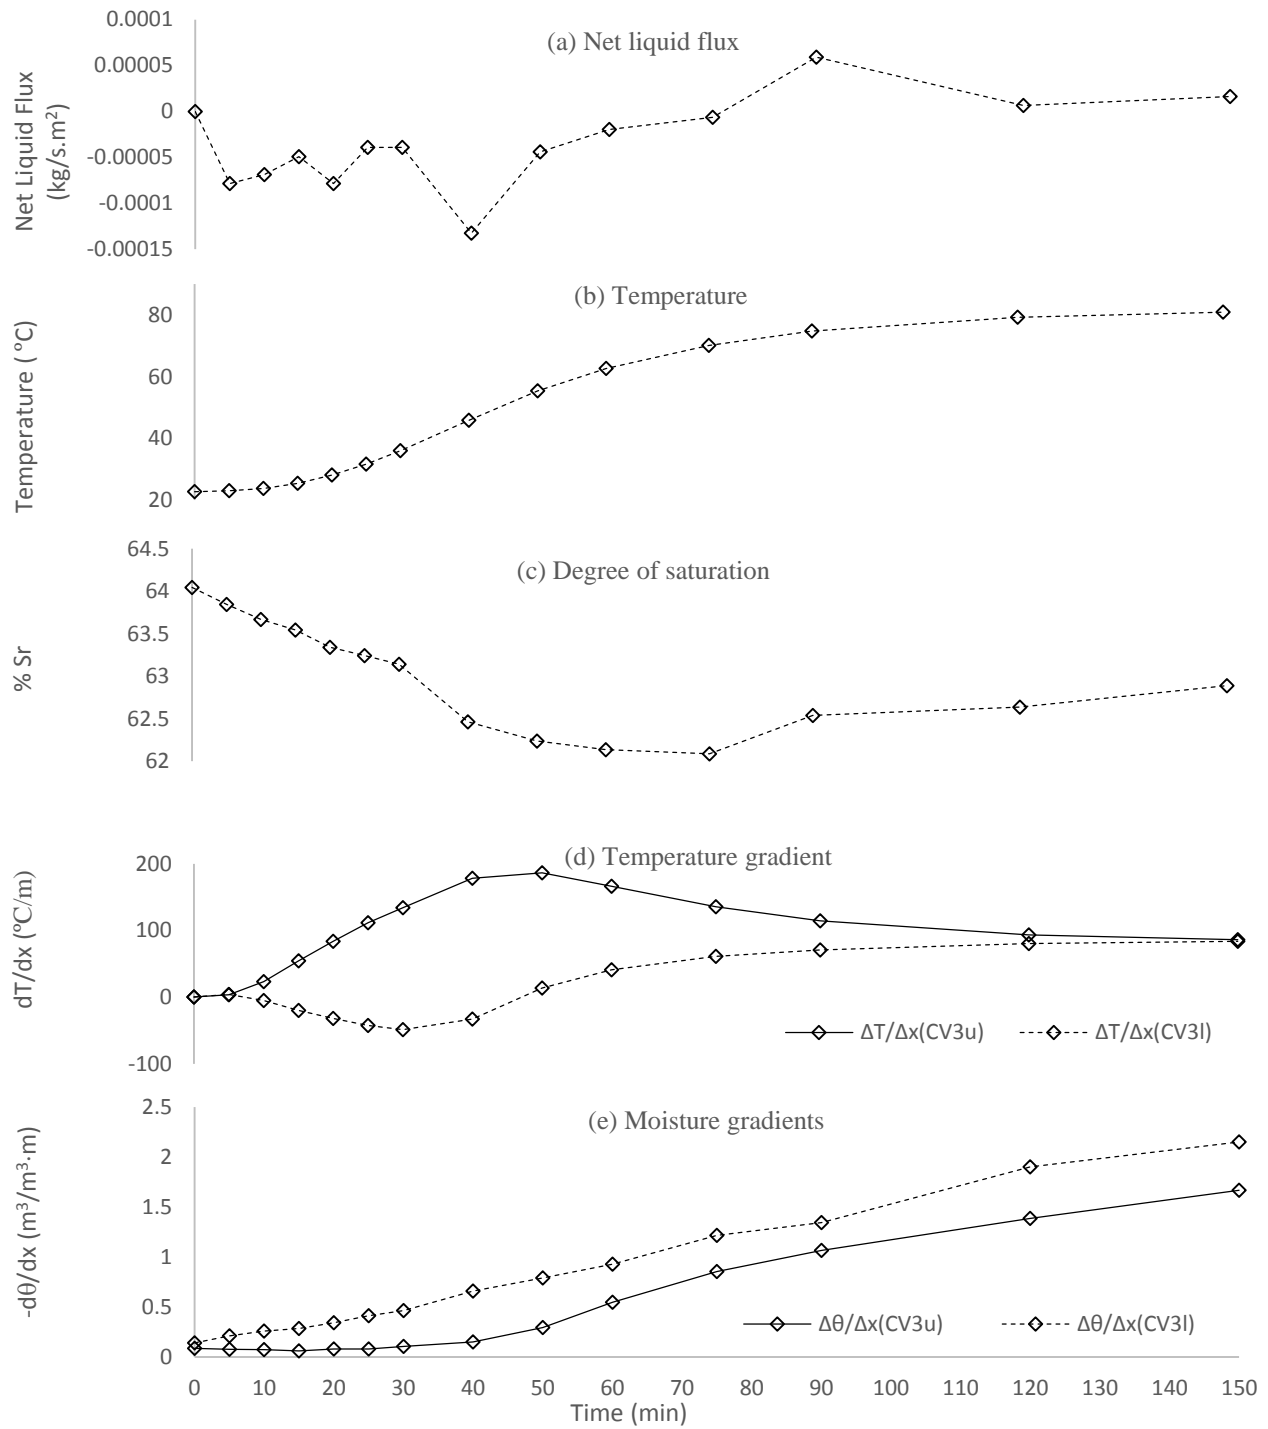 (a) Net liquid flux
Net Liquid Flux
(kg/s.m²)
0.0001
0.00005
0
-0.00005
-0.0001
-0.00015
(b) Temperature
Temperature ( °C)
80
60
40
20
(c) Degree of saturation
% Sr
64.5
64
63.5
63
62.5
62
(d) Temperature gradient
dT/dx (°C/m)
200
100
0
-100
ΔT/Δx(CV3u)
ΔT/Δx(CV3l)
(e) Moisture gradients
-dθ/dx (m³/m³·m)
2.5
2
1.5
1
0.5
0
Δθ/Δx(CV3u)
Δθ/Δx(CV3l)
0 10 20 30 40 50 60 70 80 90 100 110 120 130 140 150
Time (min)